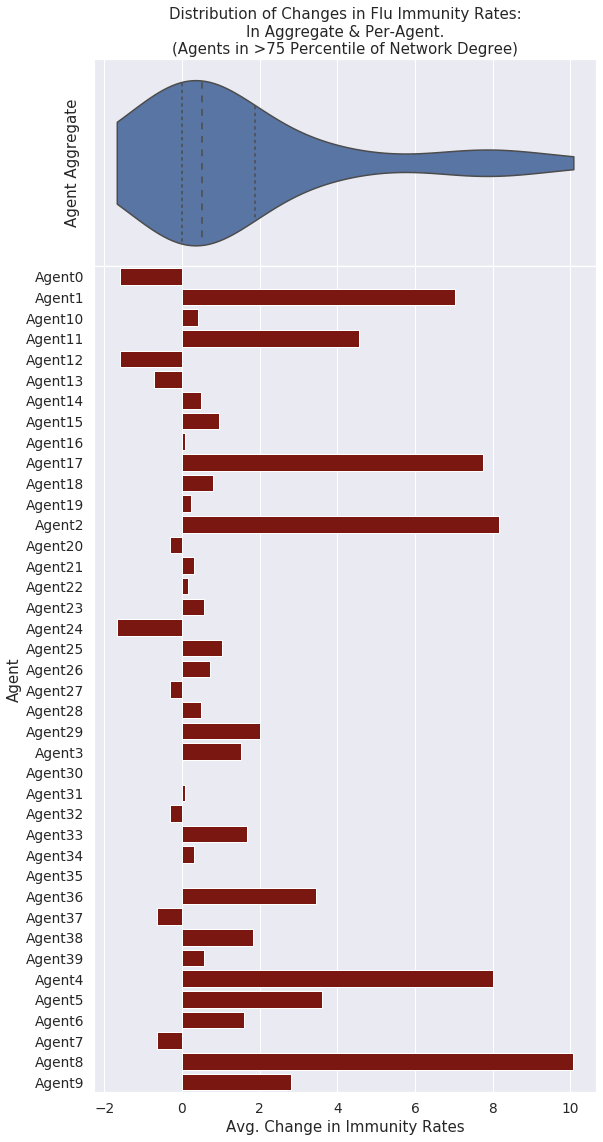 Distribution of Changes in Flu Immunity Rates:
In Aggregate & Per-Agent.
(Agents in >75 Percentile of Network Degree)
Agent Aggregate
Agent
Agent0
Agent1
Agent10
Agent11
Agent12
Agent13
Agent14
Agent15
Agent16
Agent17
Agent18
Agent19
Agent2
Agent20
Agent21
Agent22
Agent23
Agent24
Agent25
Agent26
Agent27
Agent28
Agent29
Agent3
Agent30
Agent31
Agent32
Agent33
Agent34
Agent35
Agent36
Agent37
Agent38
Agent39
Agent4
Agent5
Agent6
Agent7
Agent8
Agent9
−2 0 2 4 6 8 10
Avg. Change in Immunity Rates